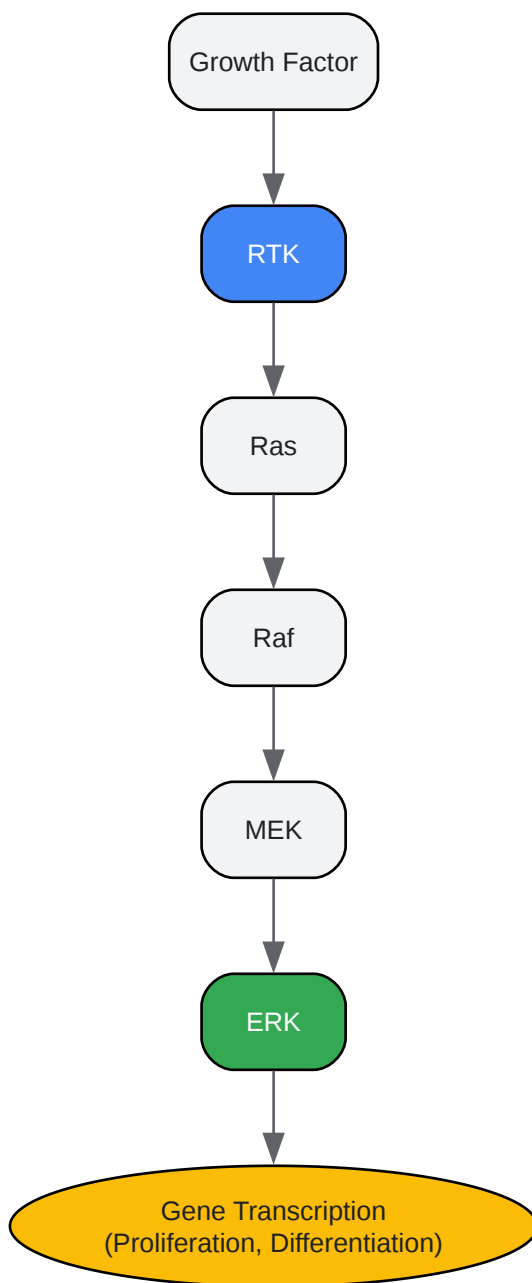 Growth Factor
RTK
Ras
Raf
MEK
ERK
Gene Transcription
(Proliferation, Differentiation)